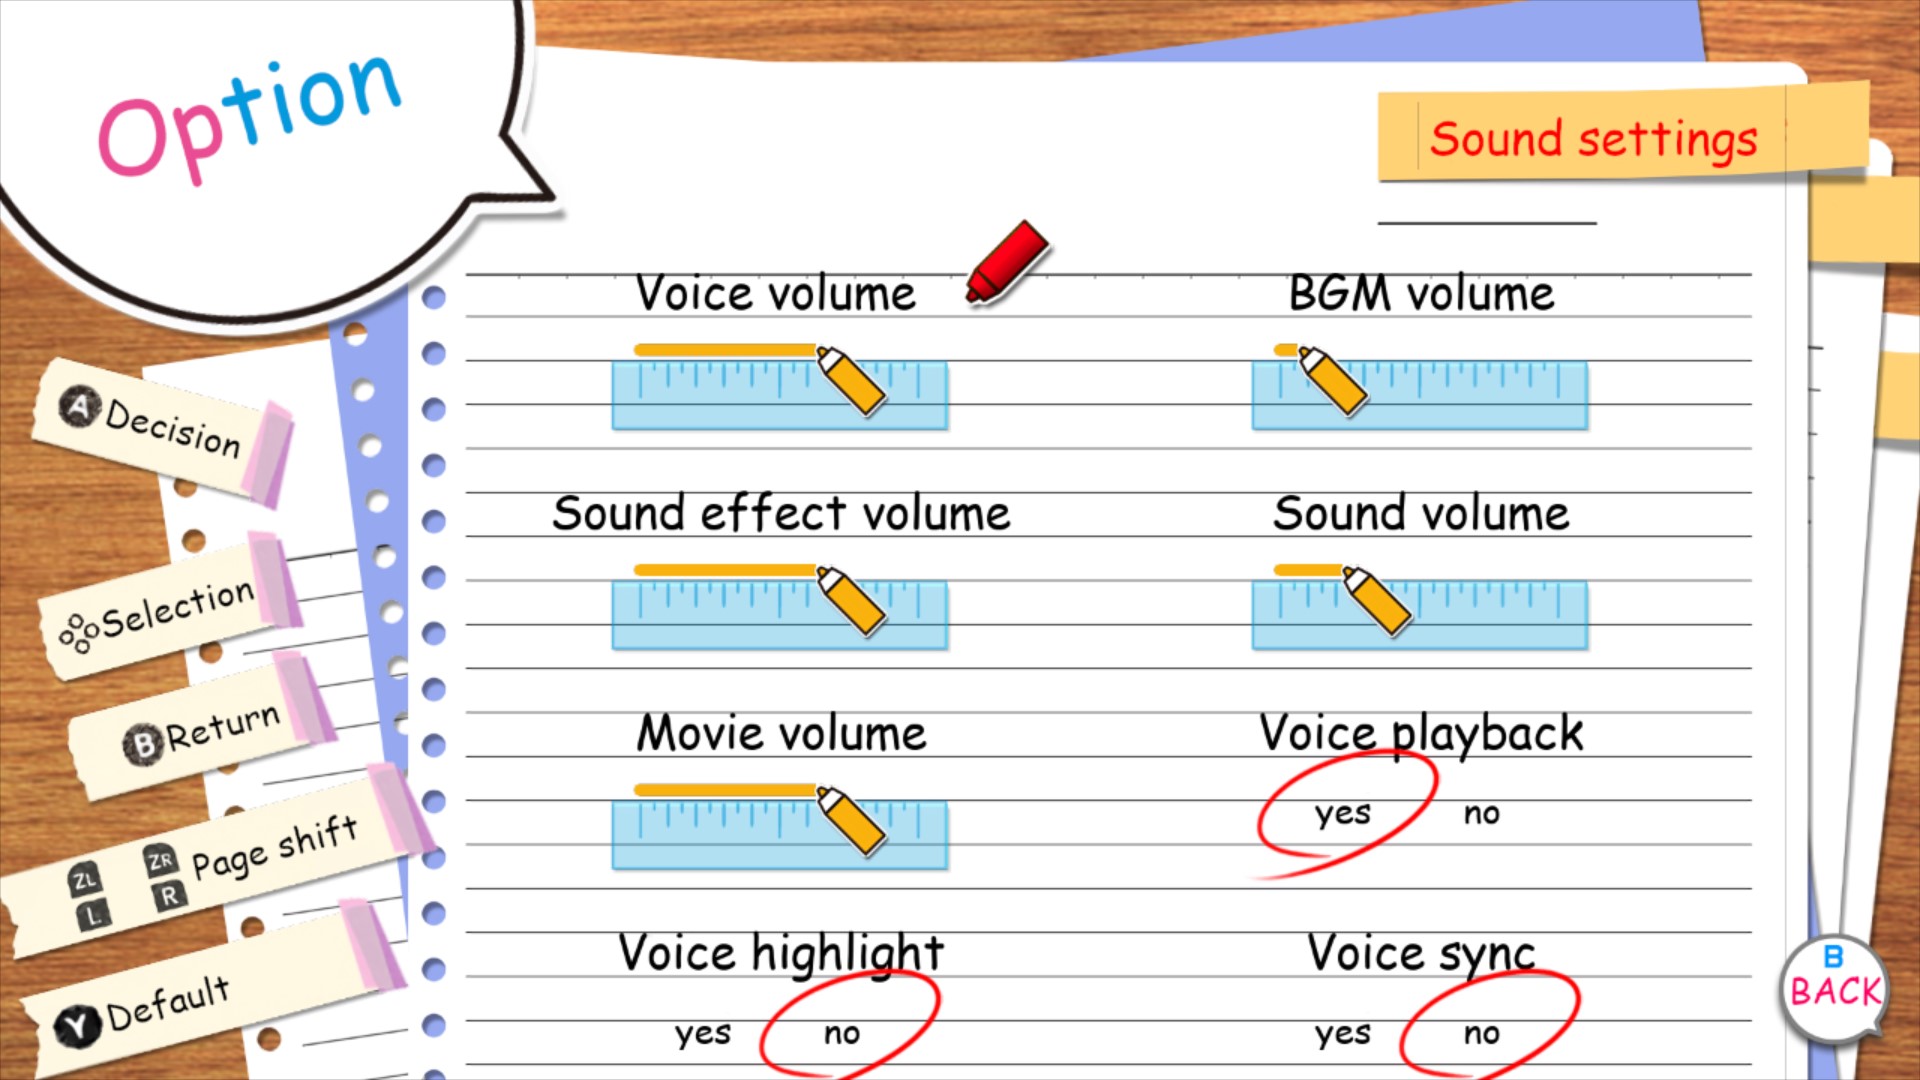 Option
Sound settings
Voice volume
BGM volume
Sound effect volume
Sound volume
Movie volume
Voice playback
yes no
Voice highlight
yes no
Voice sync
yes no
A Decision
Selection
B Return
ZL ZR L R Page shift
Y Default
B
BACK